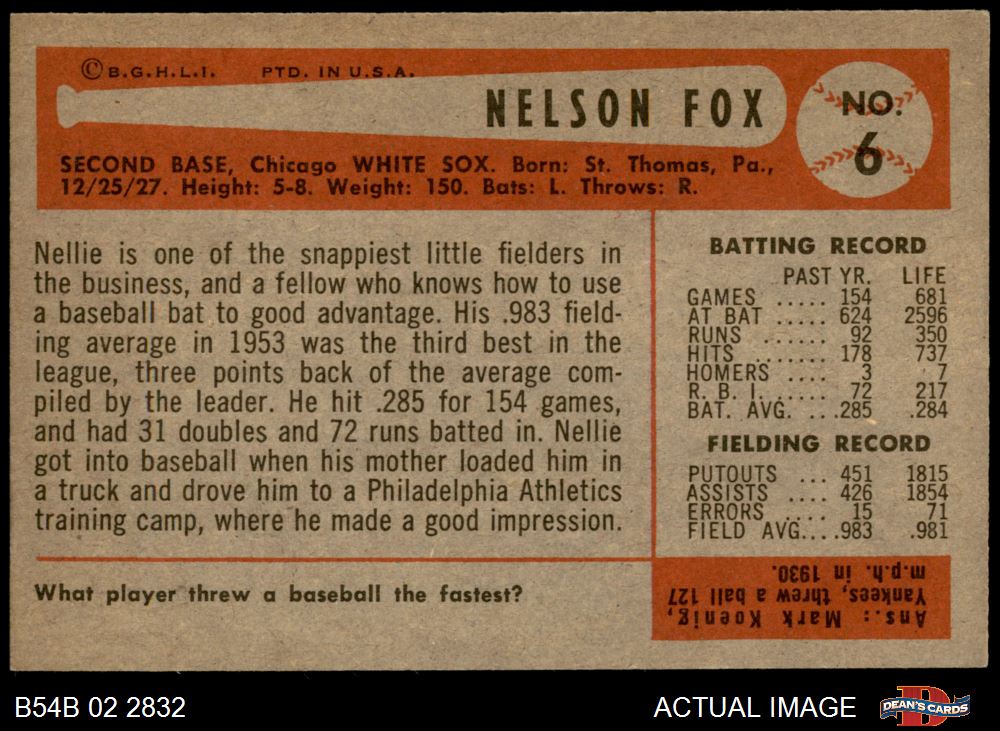 ©B.G.H.L.I. PTD. IN U.S.A.
NELSON FOX
NO.
6
SECOND BASE, Chicago WHITE SOX. Born: St. Thomas, Pa.,
12/25/27. Height: 5-8. Weight: 150. Bats: L. Throws: R.
Nellie is one of the snappiest little fielders in
the business, and a fellow who knows how to use
a baseball bat to good advantage. His .983 field-
ing average in 1953 was the third best in the
league, three points back of the average com-
piled by the leader. He hit .285 for 154 games,
and had 31 doubles and 72 runs batted in. Nellie
got into baseball when his mother loaded him in
a truck and drove him to a Philadelphia Athletics
training camp, where he made a good impression.
BATTING RECORD
PAST YR. LIFE
GAMES ..... 154 681
AT BAT ..... 624 2596
RUNS ...... 92 350
HITS ....... 178 737
HOMERS .... 3 7
R. B. I. ..... 72 217
BAT. AVG. ... .285 .284
FIELDING RECORD
PUTOUTS ... 451 1815
ASSISTS .... 426 1854
ERRORS ..... 15 71
FIELD AVG.... .983 .981
What player threw a baseball the fastest?
Ans.: Mark Koenig,
Yankees, threw a ball 127
m.p.h. in 1930.
B54B 02 2832
ACTUAL IMAGE
D
DEAN'S CARDS